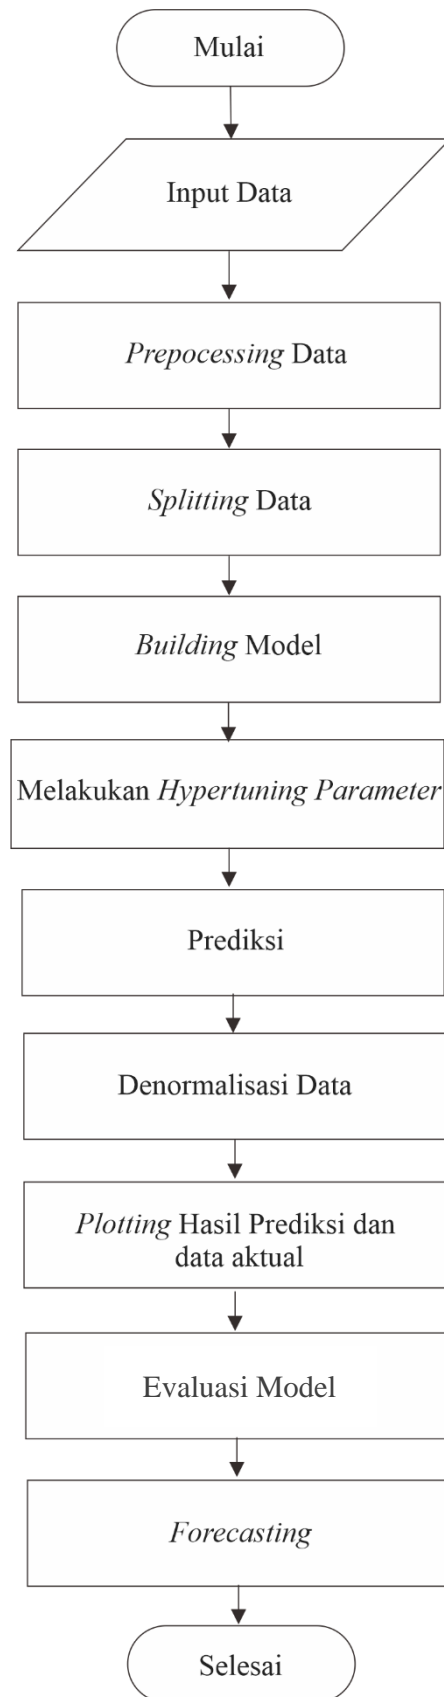 Mulai
Input Data
Prepocessing Data
Splitting Data
Building Model
Melakukan Hypertuning Parameter
Prediksi
Denormalisasi Data
Plotting Hasil Prediksi dan
data aktual
Evaluasi Model
Forecasting
Selesai